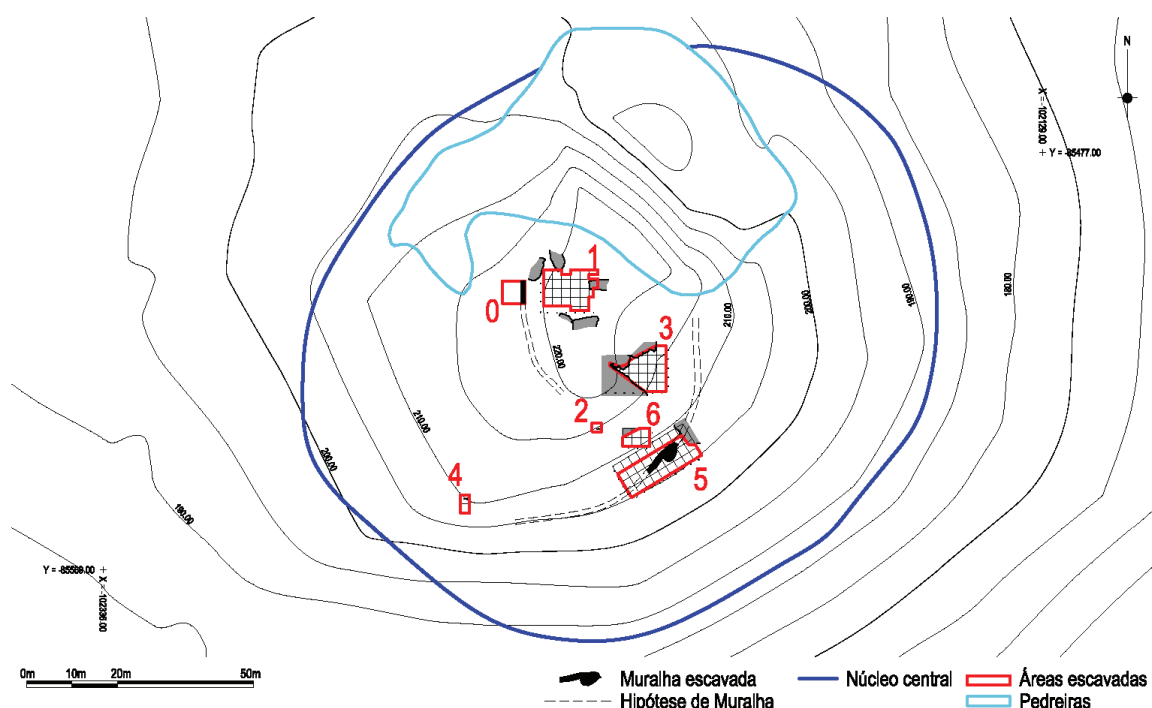 N
X = -102129.00
+ Y = -85477.00
1
0
3
2
6
5
4
220.00
210.00
210.00
200.00
200.00
190.00
190.00
180.00
Y = -85569.00 +
X = -102336.00
0m 10m 20m 50m
Muralha escavada
Núcleo central
Áreas escavadas
Hipótese de Muralha
Pedreiras